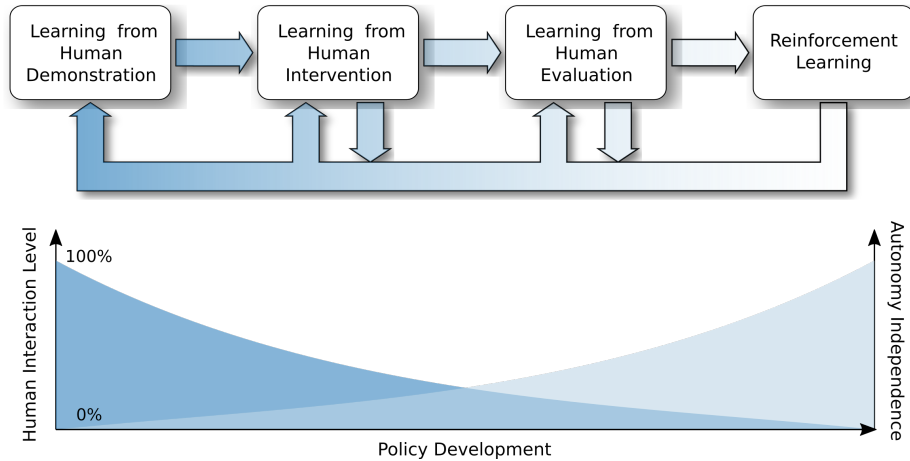 Learning from
Human
Demonstration
Learning from
Human
Intervention
Learning from
Human
Evaluation
Reinforcement
Learning
Human Interaction Level
100%
0%
Policy Development
Autonomy Independence